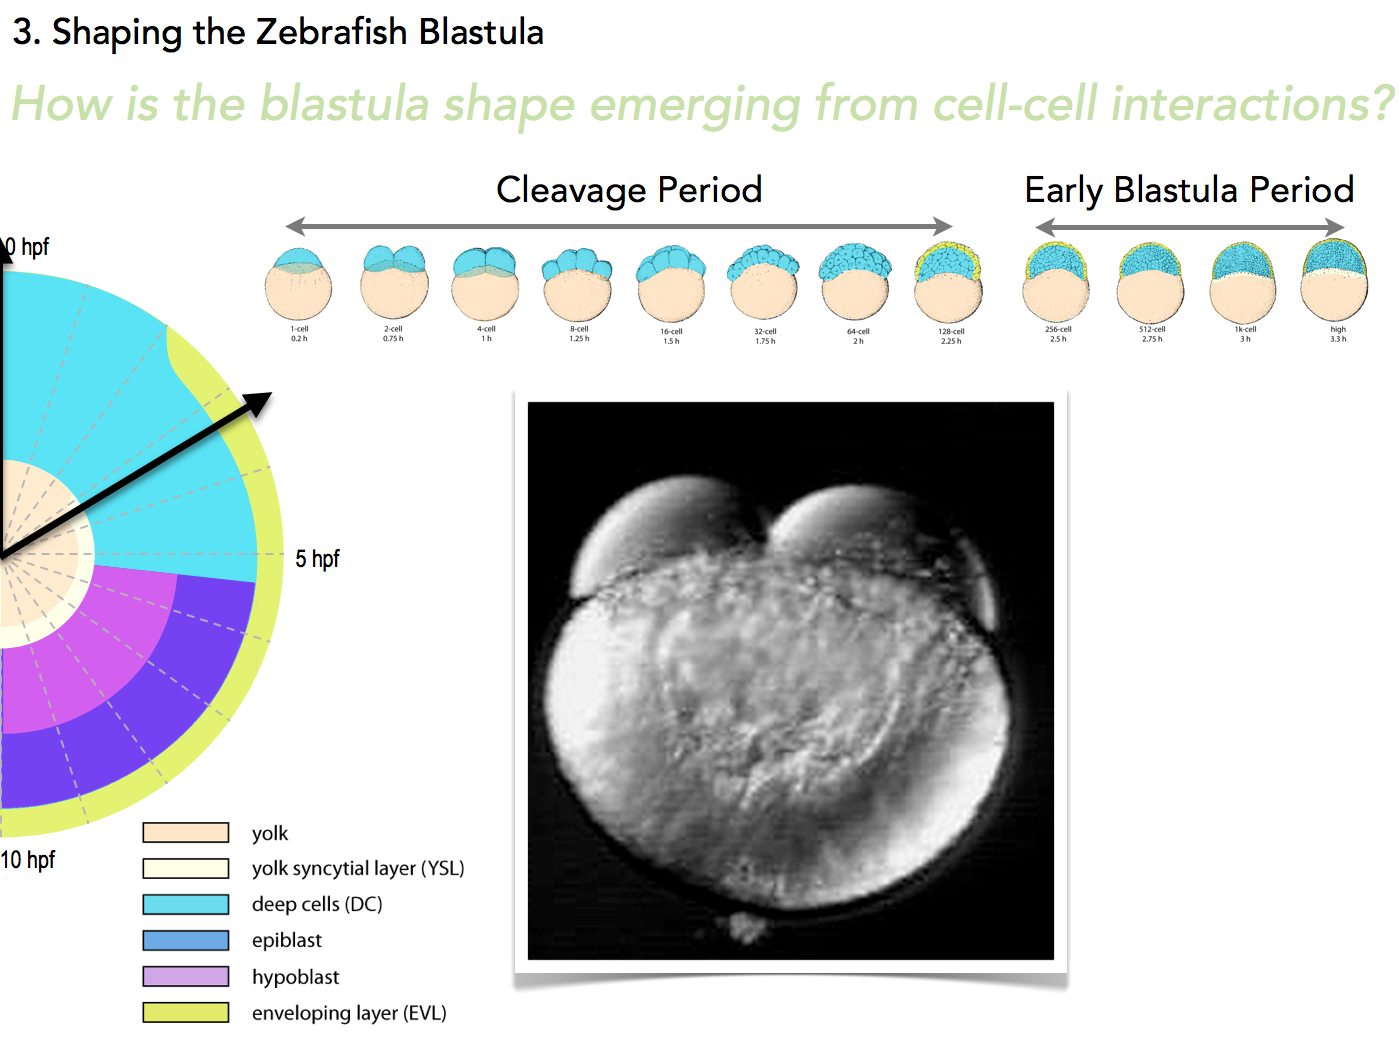 3. Shaping the Zebrafish Blastula
How is the blastula shape emerging from cell-cell interactions?
Cleavage Period
Early Blastula Period
1-cell
0.2 h
2-cell
0.75 h
4-cell
1 h
8-cell
1.25 h
16-cell
1.5 h
32-cell
1.75 h
64-cell
2 h
128-cell
2.25 h
256-cell
2.5 h
512-cell
2.75 h
1k-cell
3 h
high
3.3 h
0 hpf
5 hpf
10 hpf
yolk
yolk syncytial layer (YSL)
deep cells (DC)
epiblast
hypoblast
enveloping layer (EVL)